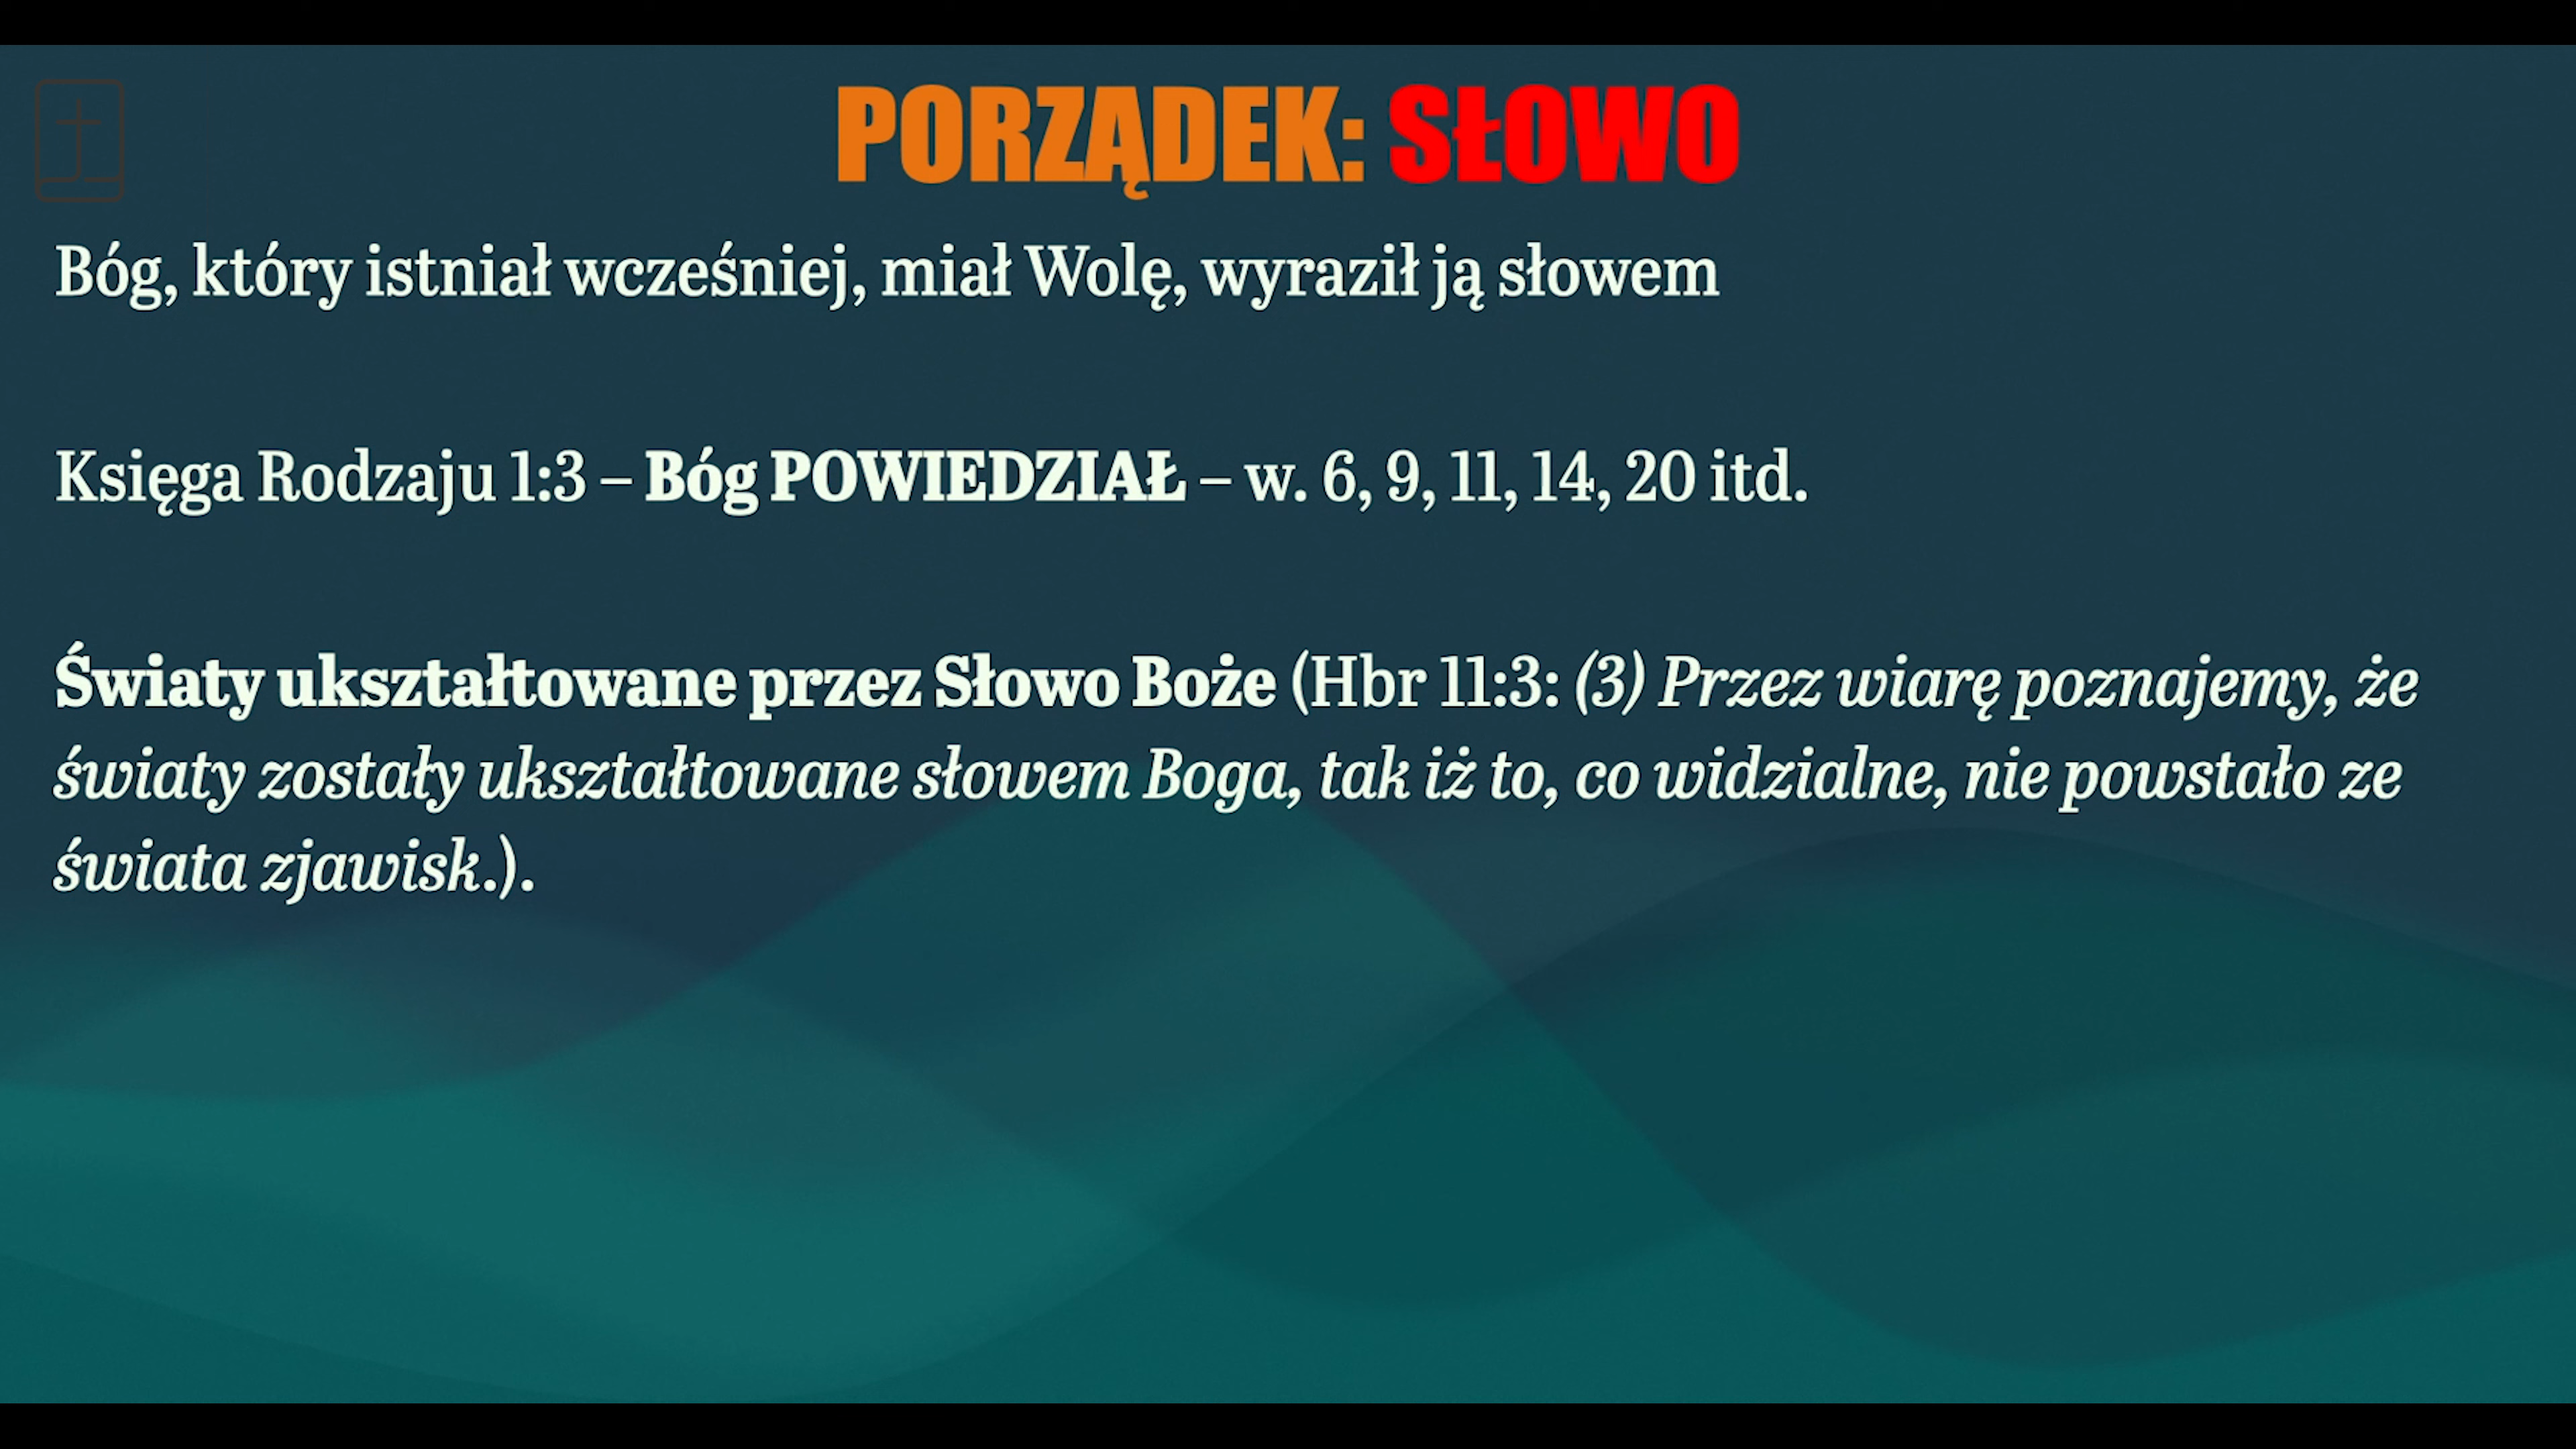 PORZĄDEK: SŁOWO
Bóg, który istniał wcześniej, miał Wolę, wyraził ją słowem
Księga Rodzaju 1:3 – Bóg POWIEDZIAŁ – w. 6, 9, 11, 14, 20 itd.
Światy ukształtowane przez Słowo Boże (Hbr 11:3: (3) Przez wiarę poznajemy, że
światy zostały ukształtowane słowem Boga, tak iż to, co widzialne, nie powstało ze
świata zjawisk.).